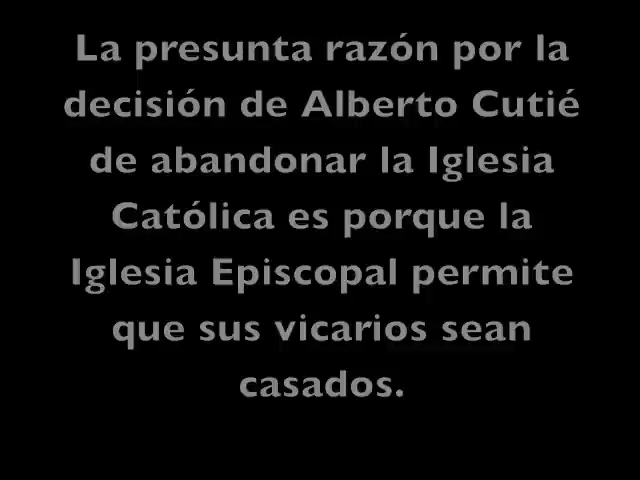 La presunta razón por la
decisión de Alberto Cutié
de abandonar la Iglesia
Católica es porque la
Iglesia Episcopal permite
que sus vicarios sean
casados.